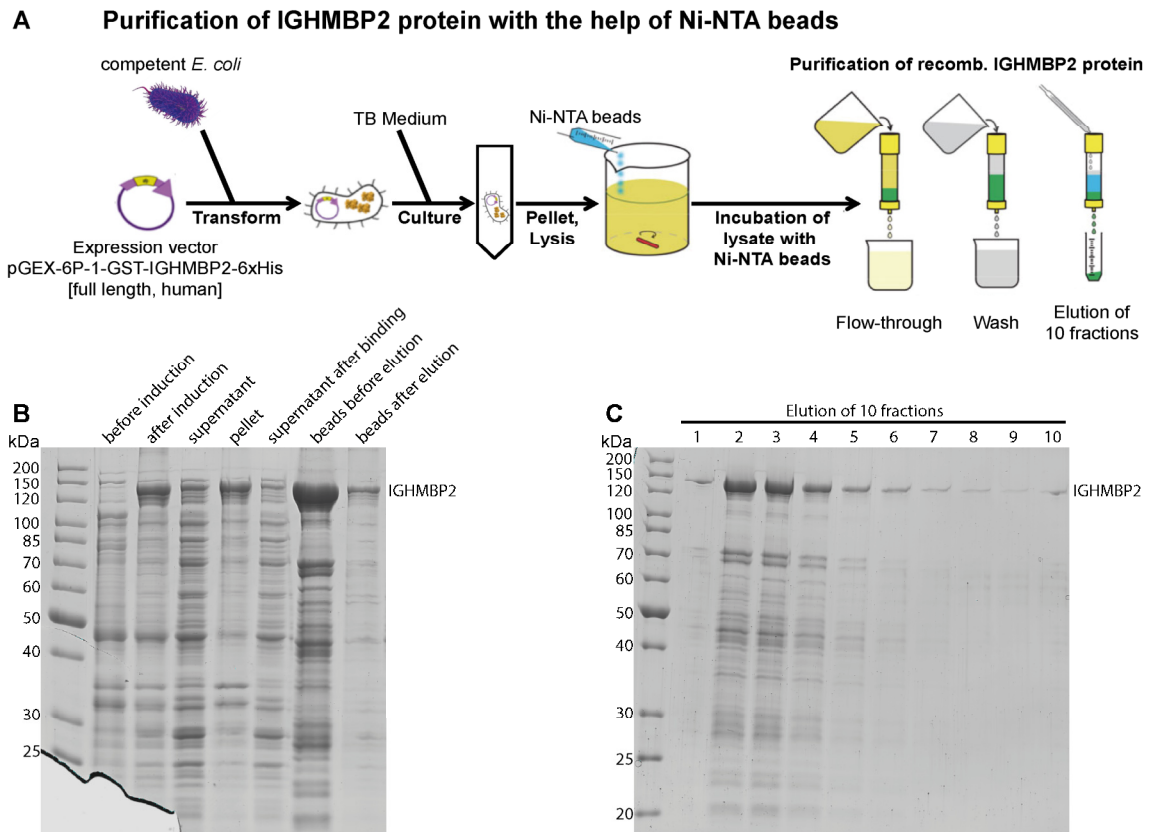 A Purification of IGHMBP2 protein with the help of Ni-NTA beads
competent E. coli
Purification of recomb. IGHMBP2 protein
TB Medium
Ni-NTA beads
Transform
Culture
Pellet,
Lysis
Incubation of
lysate with
Ni-NTA beads
Expression vector
pGEX-6P-1-GST-IGHMBP2-6xHis
[full length, human]
Flow-through
Wash
Elution of
10 fractions
B
before induction
after induction
supernatant
pellet
supernatant after binding
beads before elution
beads after elution
kDa
200
150
120
100
85
70
60
50
40
30
25
IGHMBP2
C
Elution of 10 fractions
kDa
1 2 3 4 5 6 7 8 9 10
200
150
120
100
85
70
60
50
40
30
25
20
IGHMBP2